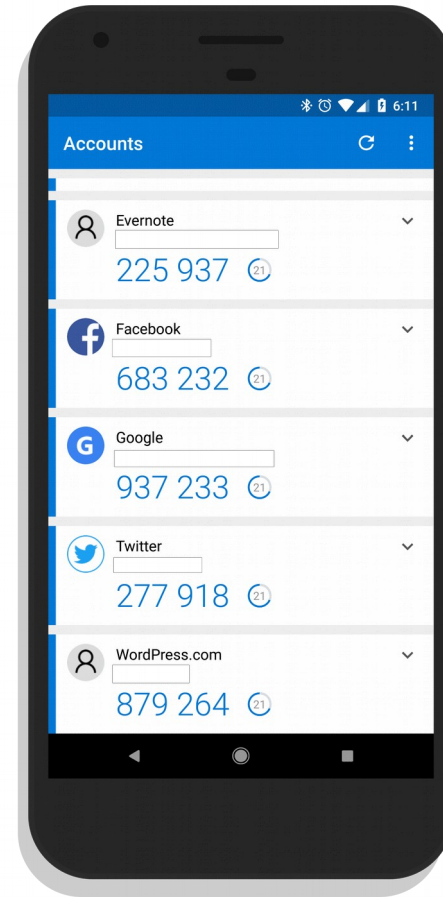 6:11
Accounts
Evernote
225 937 21
Facebook
683 232 21
G Google
937 233 21
Twitter
277 918 21
WordPress.com
879 264 21